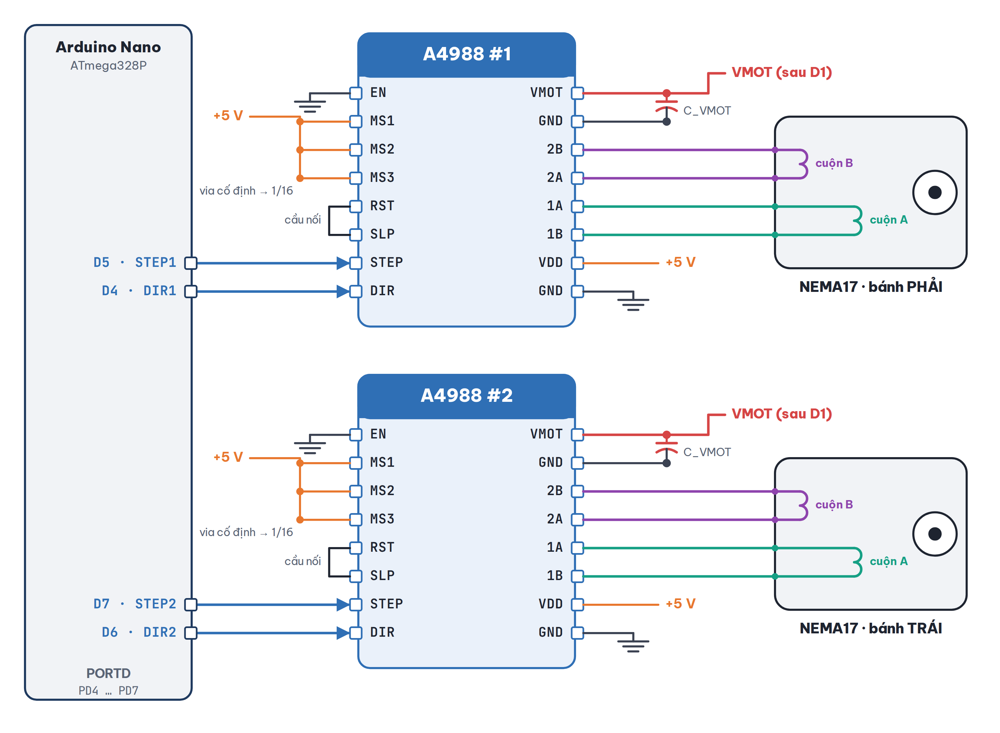 Arduino Nano
ATmega328P
D5 · STEP1
D4 · DIR1
D7 · STEP2
D6 · DIR2
PORTD
PD4 … PD7
A4988 #1
+5 V
via cố định → 1/16
cầu nối
EN
MS1
MS2
MS3
RST
SLP
STEP
DIR
VMOT
GND
2B
2A
1A
1B
VDD
GND
VMOT (sau D1)
C_VMOT
+5 V
cuộn B
cuộn A
NEMA17 · bánh PHẢI
A4988 #2
+5 V
via cố định → 1/16
cầu nối
EN
MS1
MS2
MS3
RST
SLP
STEP
DIR
VMOT
GND
2B
2A
1A
1B
VDD
GND
VMOT (sau D1)
C_VMOT
+5 V
cuộn B
cuộn A
NEMA17 · bánh TRÁI